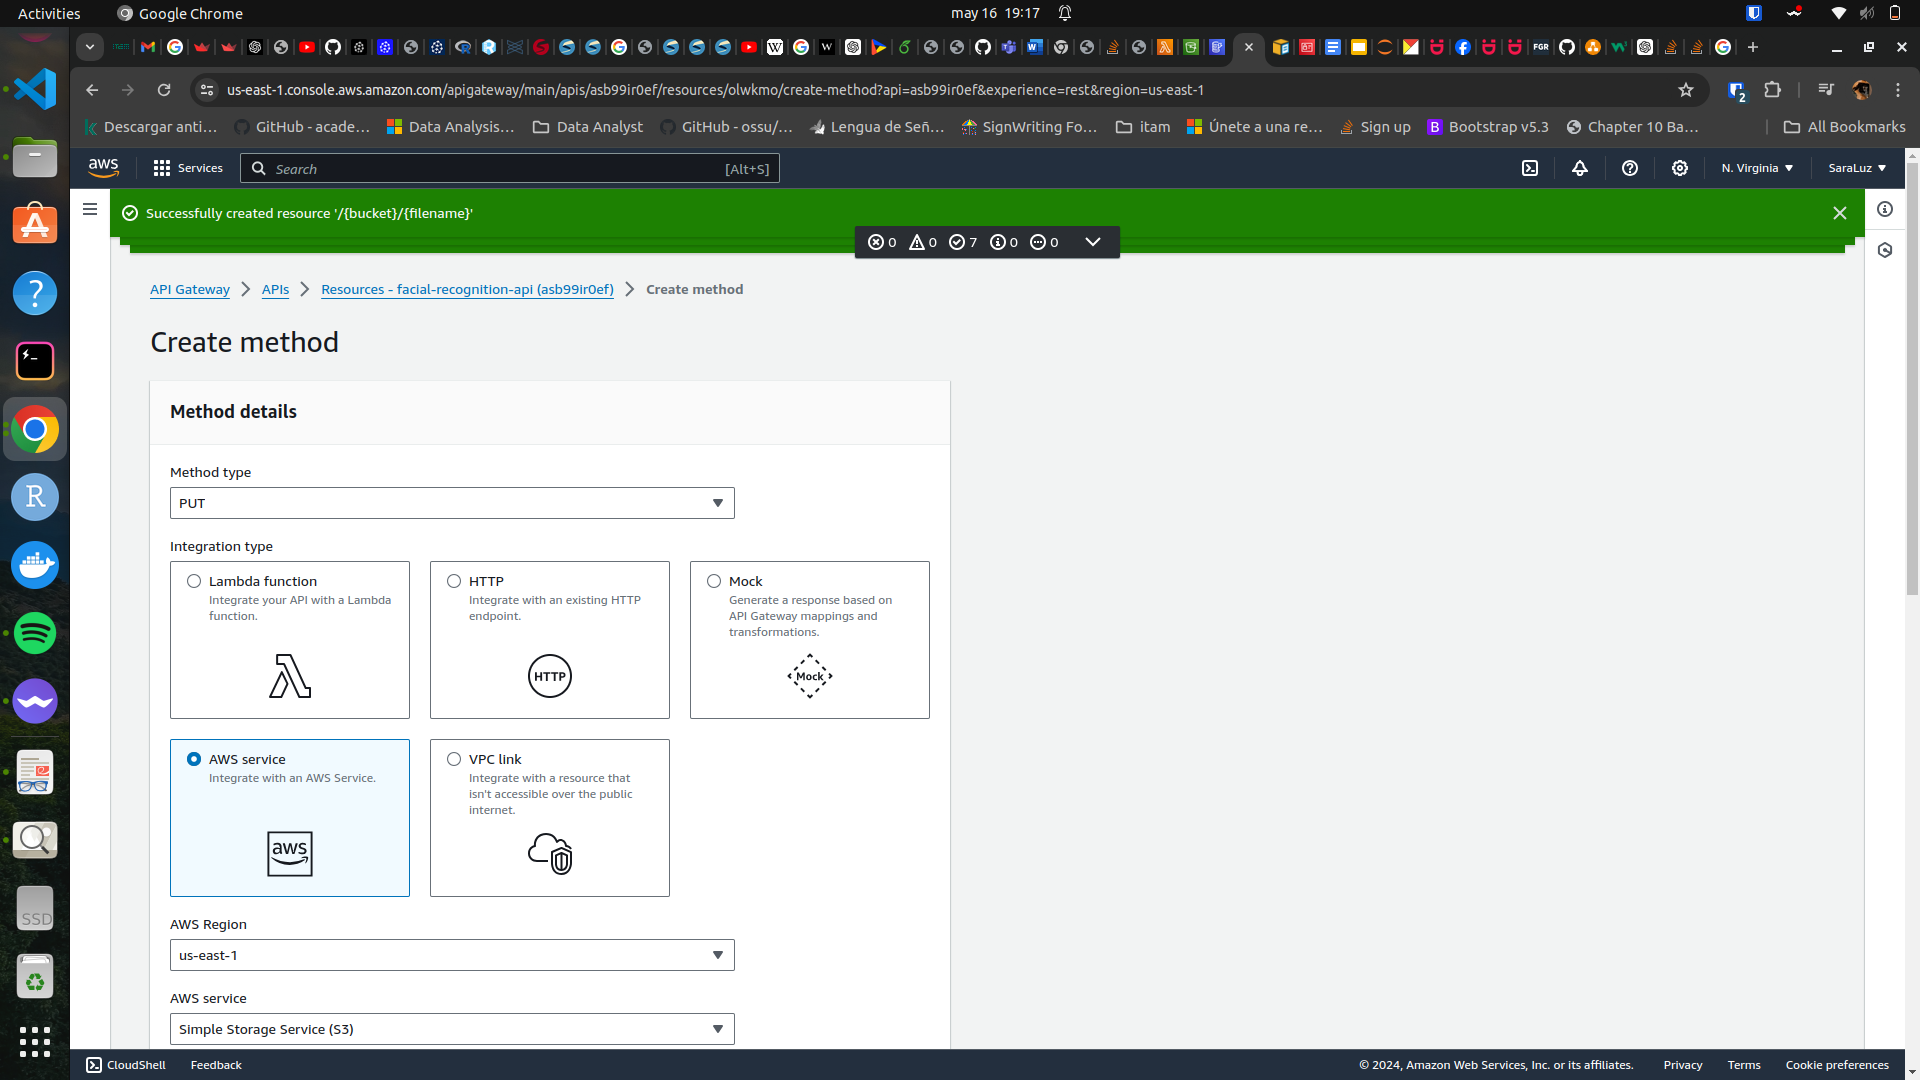 Activities
Google Chrome
may 16 19:17
us-east-1.console.aws.amazon.com/apigateway/main/apis/asb99ir0ef/resources/olwkmo/create-method?api=asb99ir0ef&experience=rest&region=us-east-1
2
Descargar anti...
GitHub - acade...
Data Analysis...
Data Analyst
GitHub - ossu/...
Lengua de Señ...
SignWriting Fo...
itam
Únete a una re...
Sign up
Bootstrap v5.3
Chapter 10 Ba...
All Bookmarks
aws
Services
Search
[Alt+S]
N. Virginia
SaraLuz
Successfully created resource '/{bucket}/{filename}'
0 0 7 0 0
API Gateway
APIs
Resources - facial-recognition-api (asb99ir0ef)
Create method
Create method
Method details
Method type
PUT
Integration type
Lambda function
Integrate your API with a Lambda
function.
HTTP
Integrate with an existing HTTP
endpoint.
HTTP
Mock
Generate a response based on
API Gateway mappings and
transformations.
Mock
AWS service
Integrate with an AWS Service.
aws
VPC link
Integrate with a resource that
isn't accessible over the public
internet.
AWS Region
us-east-1
AWS service
Simple Storage Service (S3)
SSD
CloudShell
Feedback
© 2024, Amazon Web Services, Inc. or its affiliates.
Privacy
Terms
Cookie preferences